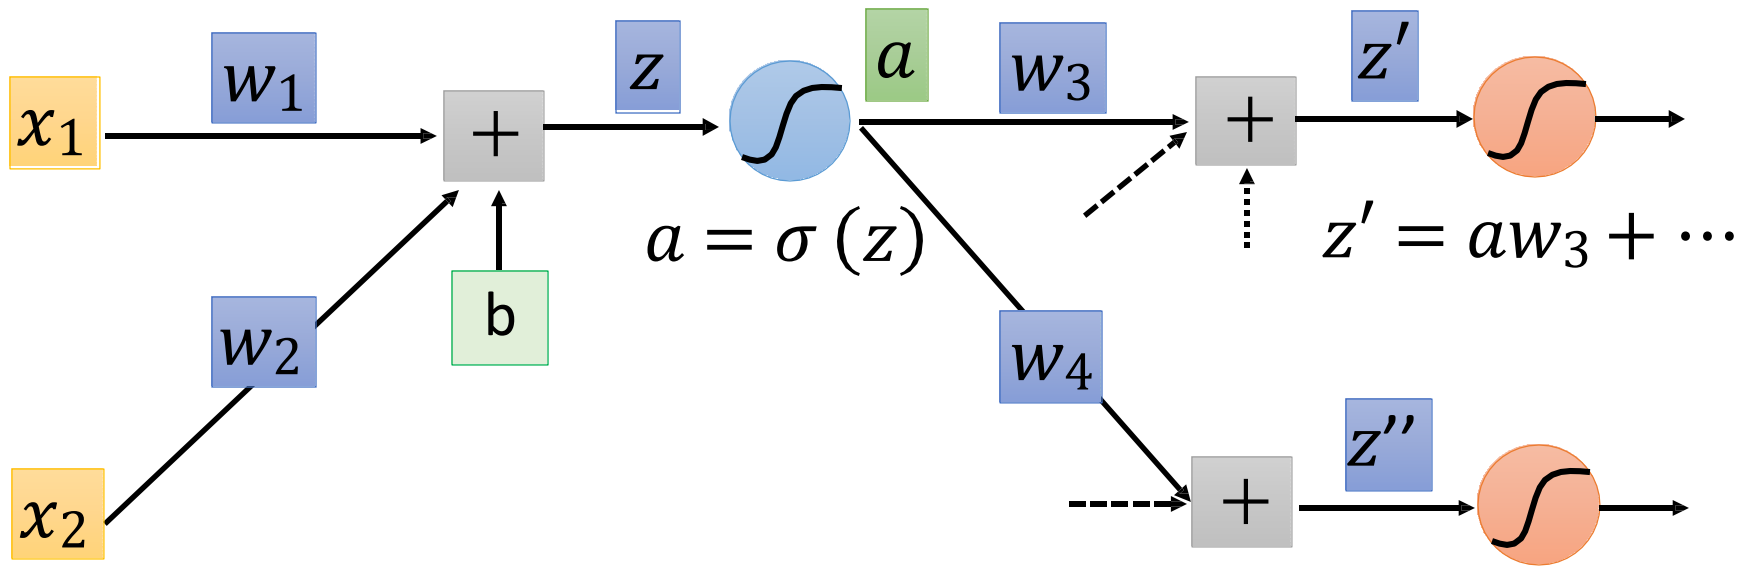 x₁
w₁
+
z
a
w₃
+
z′
a = σ (z)
z′ = aw₃ + ⋯
w₂
b
w₄
x₂
+
z′′